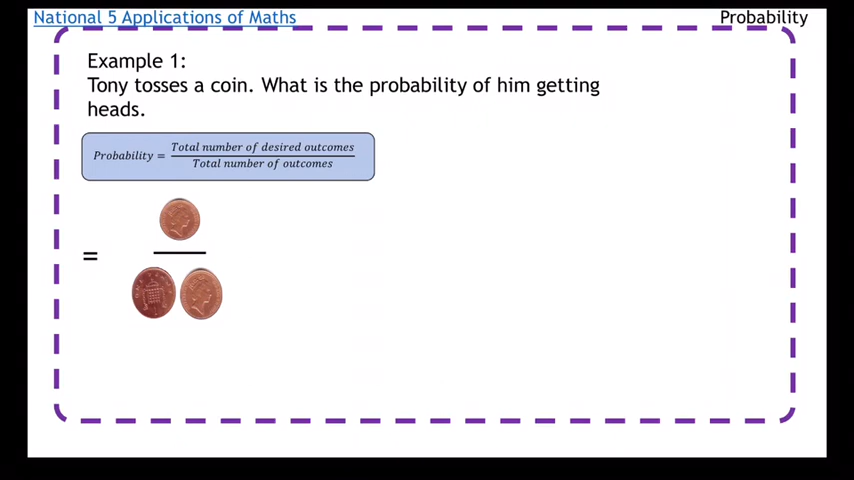 National 5 Applications of Maths
Probability
Example 1:
Tony tosses a coin. What is the probability of him getting
heads.
Probability = Total number of desired outcomes
Total number of outcomes
=